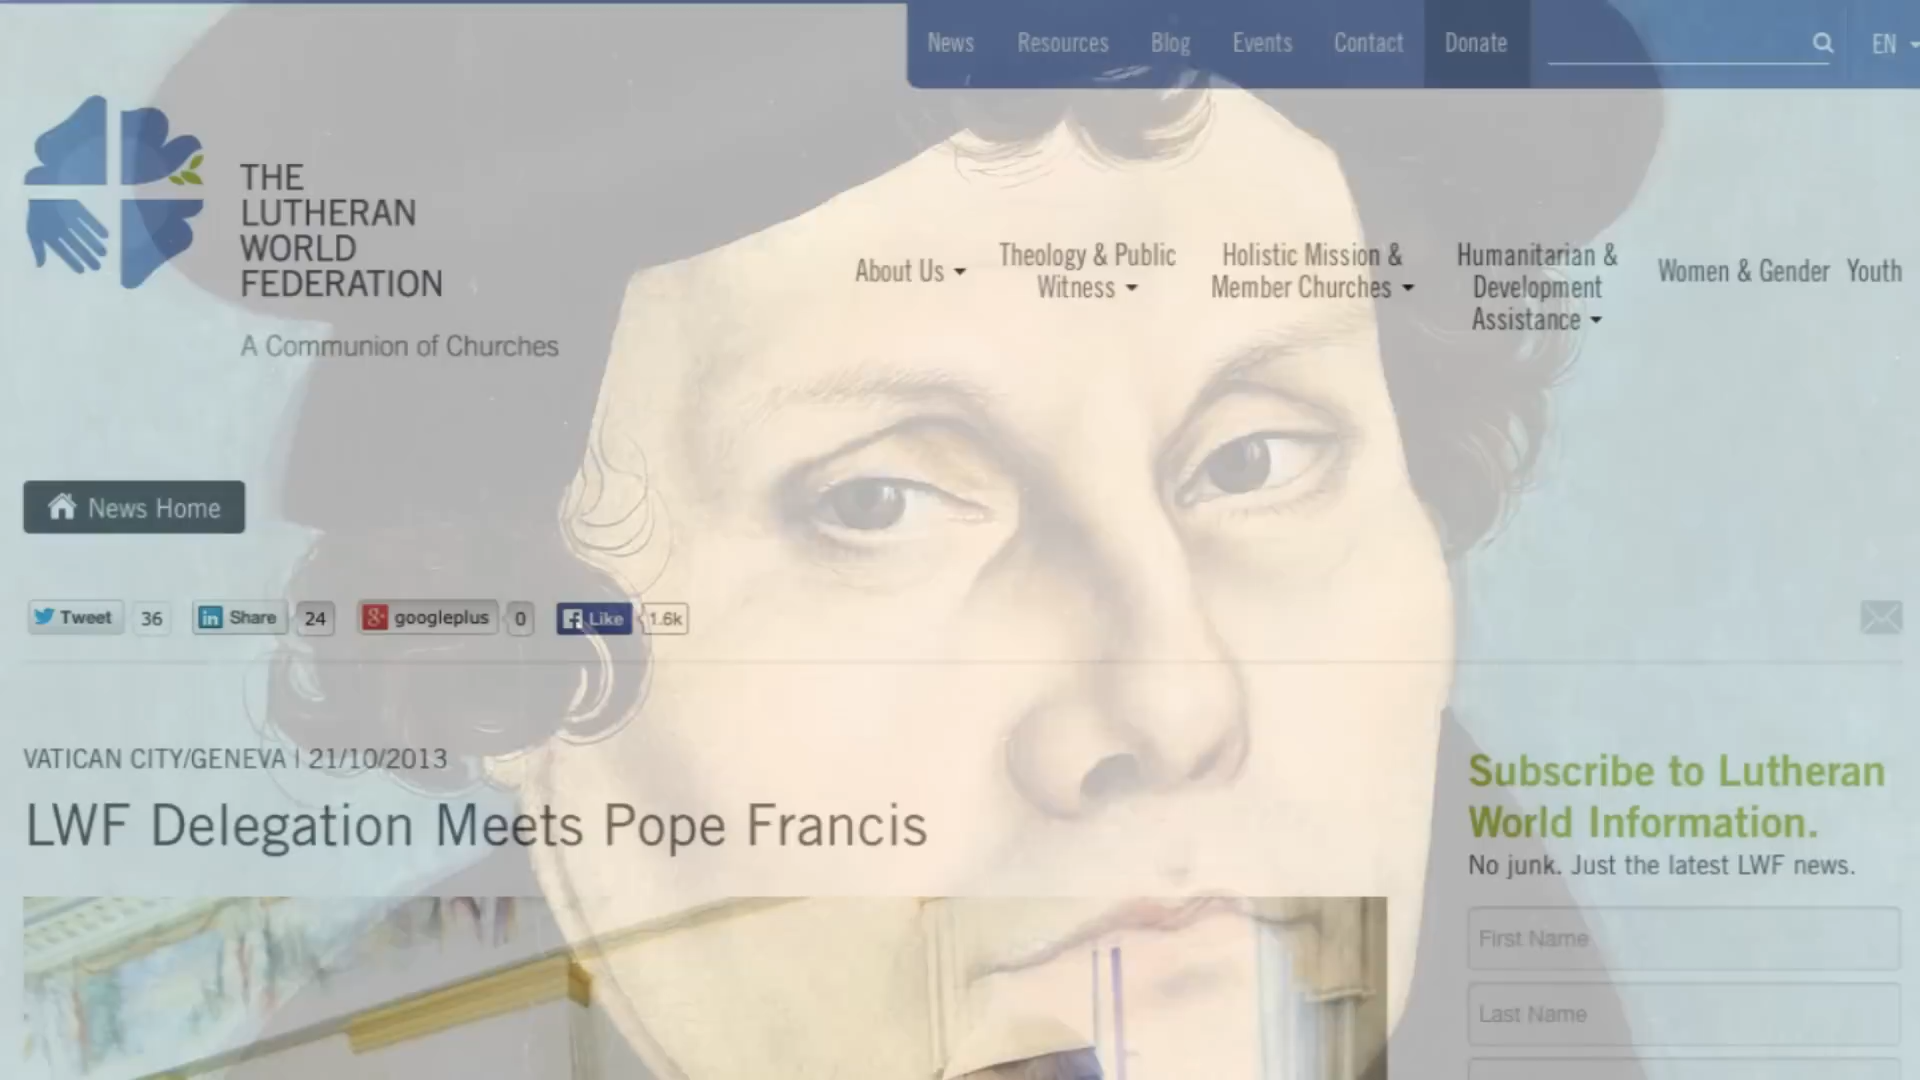 News Resources Blog Events Contact Donate EN
THE
LUTHERAN
WORLD
FEDERATION
A Communion of Churches
About Us
Theology & Public
Witness
Holistic Mission &
Member Churches
Humanitarian &
Development
Assistance
Women & Gender
Youth
News Home
Tweet 36 in Share 24 g+ googleplus 0 f Like 1.6k
VATICAN CITY/GENEVA | 21/10/2013
LWF Delegation Meets Pope Francis
Subscribe to Lutheran
World Information.
No junk. Just the latest LWF news.
First Name
Last Name